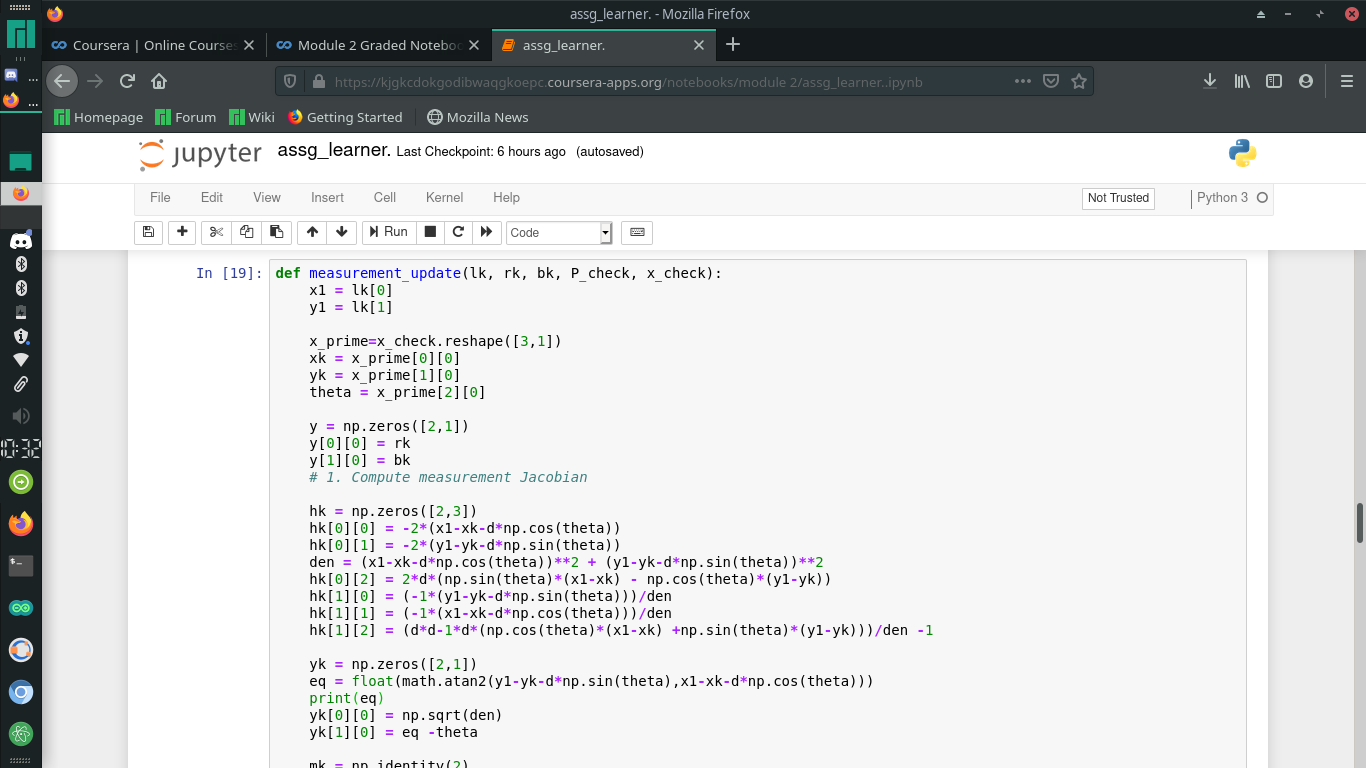 assg_learner. - Mozilla Firefox
Coursera | Online Courses
Module 2 Graded Notebo
assg_learner.
https://kjgkcdokgodibwaqgkoepc.coursera-apps.org/notebooks/module 2/assg_learner..ipynb
Homepage Forum Wiki Getting Started Mozilla News
jupyter assg_learner. Last Checkpoint: 6 hours ago (autosaved)
File Edit View Insert Cell Kernel Help Not Trusted Python 3
Run Code
In [19]: def measurement_update(lk, rk, bk, P_check, x_check):
x1 = lk[0]
y1 = lk[1]
x_prime=x_check.reshape([3,1])
xk = x_prime[0][0]
yk = x_prime[1][0]
theta = x_prime[2][0]
y = np.zeros([2,1])
y[0][0] = rk
y[1][0] = bk
# 1. Compute measurement Jacobian
hk = np.zeros([2,3])
hk[0][0] = -2*(x1-xk-d*np.cos(theta))
hk[0][1] = -2*(y1-yk-d*np.sin(theta))
den = (x1-xk-d*np.cos(theta))**2 + (y1-yk-d*np.sin(theta))**2
hk[0][2] = 2*d*(np.sin(theta)*(x1-xk) - np.cos(theta)*(y1-yk))
hk[1][0] = (-1*(y1-yk-d*np.sin(theta)))/den
hk[1][1] = (-1*(x1-xk-d*np.cos(theta)))/den
hk[1][2] = (d*d-1*d*(np.cos(theta)*(x1-xk) +np.sin(theta)*(y1-yk)))/den -1
yk = np.zeros([2,1])
eq = float(math.atan2(y1-yk-d*np.sin(theta),x1-xk-d*np.cos(theta)))
print(eq)
yk[0][0] = np.sqrt(den)
yk[1][0] = eq -theta
mk = np.identity(2)